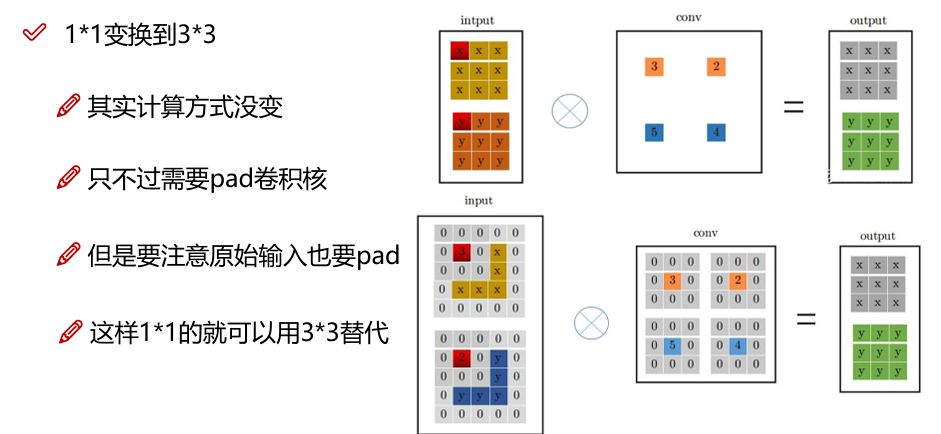 1*1变换到3*3
其实计算方式没变
只不过需要pad卷积核
但是要注意原始输入也要pad
这样1*1的就可以用3*3替代
intput
x x x
x x x
x x x
y y y
y y y
y y y
conv
3 2
5 4
=
output
x x x
x x x
x x x
y y y
y y y
y y y
input
0 0 0 0 0
0 3 0 x 0
0 0 0 x 0
0 x x x 0
0 0 0 0 0
0 0 0 0 0
0 2 0 y 0
0 0 0 y 0
0 y y y 0
0 0 0 0 0
conv
0 0 0 0 0 0
0 3 0 0 2 0
0 0 0 0 0 0
0 0 0 0 0 0
0 5 0 0 4 0
0 0 0 0 0 0
=
output
x x x
x x x
x x x
y y y
y y y
y y y